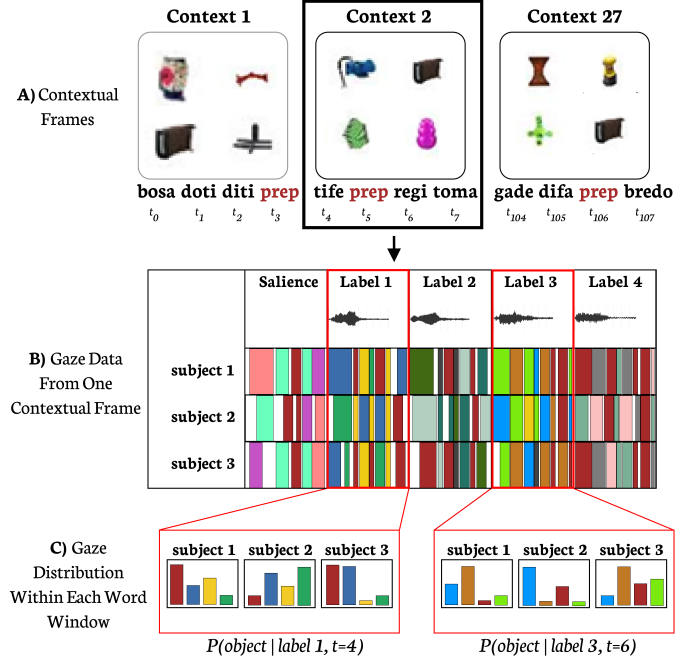 Context 1 Context 2 Context 27
A) Contextual
Frames
bosa doti diti prep tife prep regi toma gade difa prep bredo
t0 t1 t2 t3 t4 t5 t6 t7 t104 t105 t106 t107
Salience Label 1 Label 2 Label 3 Label 4
B) Gaze Data
From One
Contextual Frame
subject 1
subject 2
subject 3
C) Gaze
Distribution
Within Each Word
Window
subject 1 subject 2 subject 3 subject 1 subject 2 subject 3
P(object | label 1, t=4) P(object | label 3, t=6)